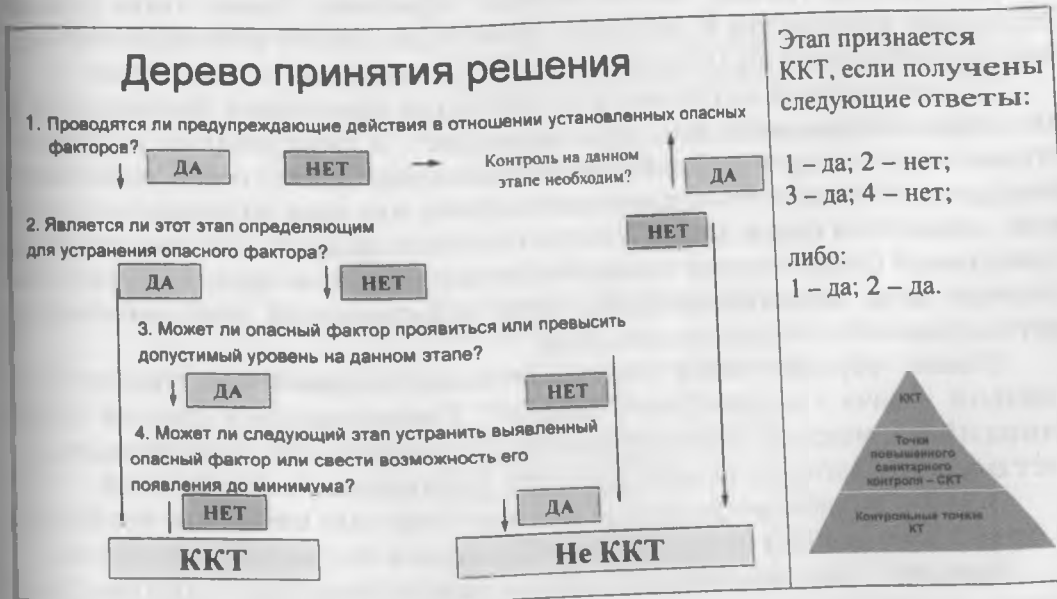 Дерево принятия решения
1. Проводятся ли предупреждающие действия в отношении установленных опасных
факторов?
ДА
НЕТ
Контроль на данном
этапе необходим?
ДА
2. Является ли этот этап определяющим
для устранения опасного фактора?
НЕТ
ДА
НЕТ
3. Может ли опасный фактор проявиться или превысить
допустимый уровень на данном этапе?
ДА
НЕТ
4. Может ли следующий этап устранить выявленный
опасный фактор или свести возможность его
появления до минимума?
НЕТ
ДА
ККТ
Не ККТ
Этап признается
ККТ, если получены
следующие ответы:
1 – да; 2 – нет;
3 – да; 4 – нет;
либо:
1 – да; 2 – да.
ККТ
Точки
повышенного
санитарного
контроля – СКТ
Контрольные точки
КТ